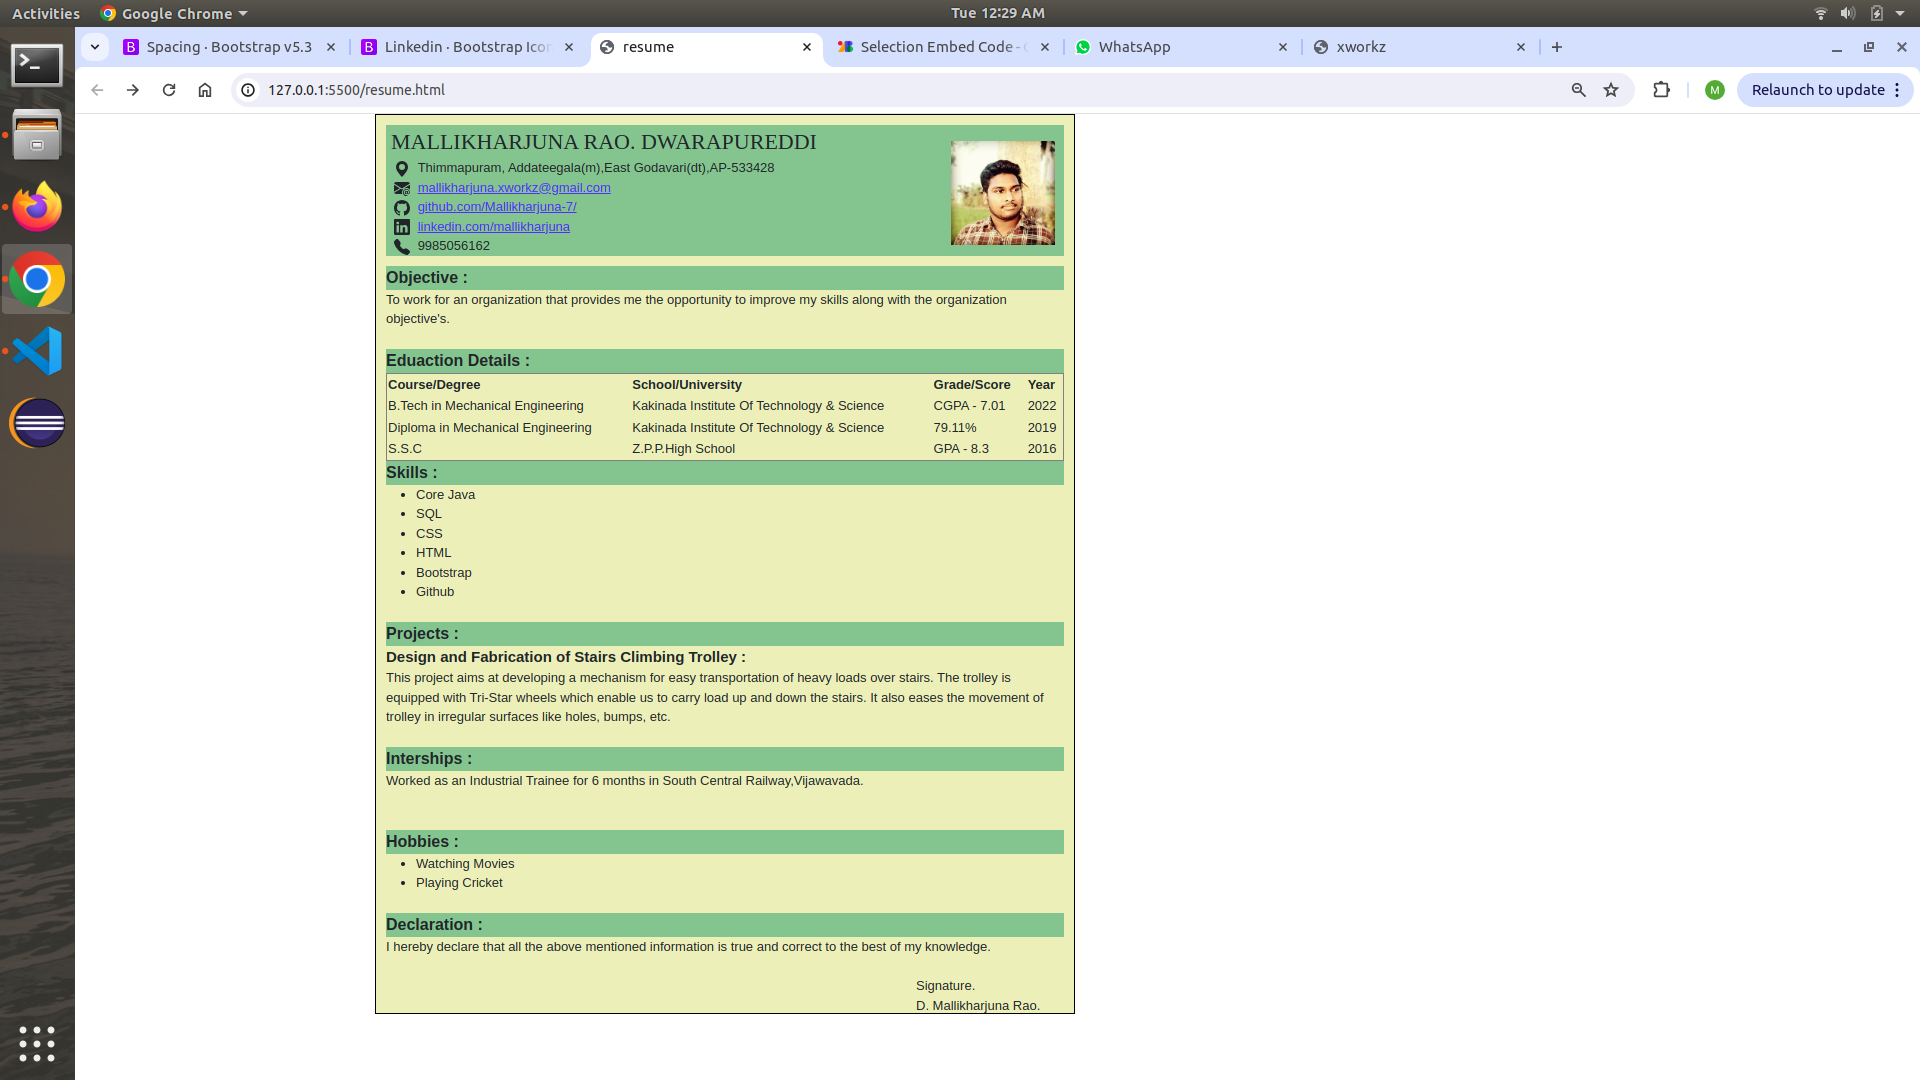 Activities
Google Chrome
Tue 12:29 AM
Spacing · Bootstrap v5.3
Linkedin · Bootstrap Icon
resume
Selection Embed Code -
WhatsApp
xworkz
127.0.0.1:5500/resume.html
M
Relaunch to update
MALLIKHARJUNA RAO. DWARAPUREDDI
Thimmapuram, Addateegala(m),East Godavari(dt),AP-533428
mallikharjuna.xworkz@gmail.com
github.com/Mallikharjuna-7/
linkedin.com/mallikharjuna
9985056162
Objective :
To work for an organization that provides me the opportunity to improve my skills along with the organization
objective's.
Eduaction Details :
Course/Degree School/University Grade/Score Year
B.Tech in Mechanical Engineering Kakinada Institute Of Technology & Science CGPA - 7.01 2022
Diploma in Mechanical Engineering Kakinada Institute Of Technology & Science 79.11% 2019
S.S.C Z.P.P.High School GPA - 8.3 2016
Skills :
• Core Java
• SQL
• CSS
• HTML
• Bootstrap
• Github
Projects :
Design and Fabrication of Stairs Climbing Trolley :
This project aims at developing a mechanism for easy transportation of heavy loads over stairs. The trolley is
equipped with Tri-Star wheels which enable us to carry load up and down the stairs. It also eases the movement of
trolley in irregular surfaces like holes, bumps, etc.
Interships :
Worked as an Industrial Trainee for 6 months in South Central Railway,Vijawavada.
Hobbies :
• Watching Movies
• Playing Cricket
Declaration :
I hereby declare that all the above mentioned information is true and correct to the best of my knowledge.
Signature.
D. Mallikharjuna Rao.